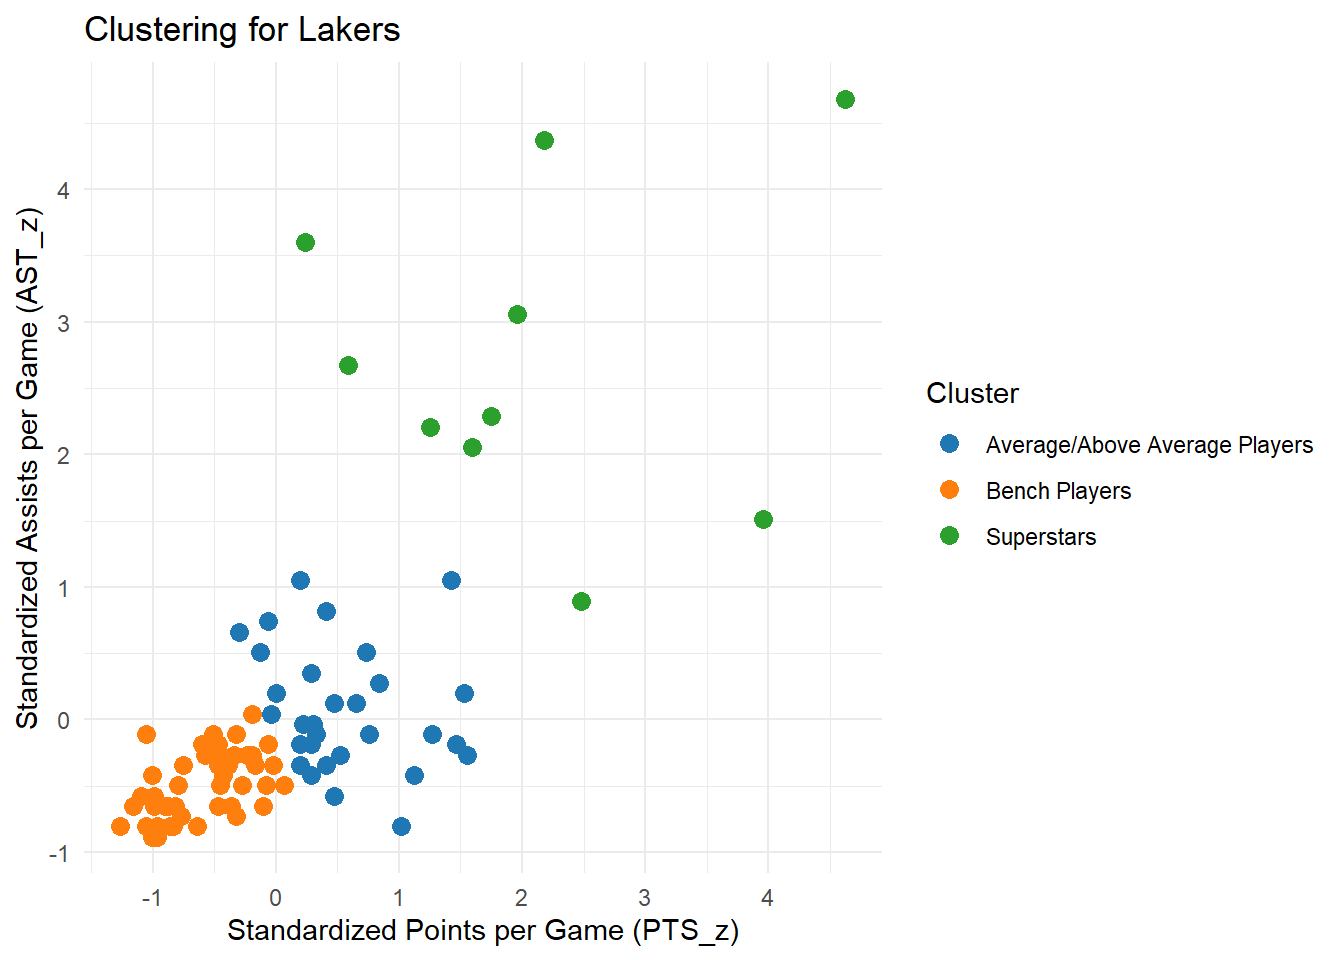 Clustering for Lakers
Standardized Assists per Game (AST_z)
4
3
2
1
0
-1
-1
0
1
2
3
4
Standardized Points per Game (PTS_z)
Cluster
Average/Above Average Players
Bench Players
Superstars